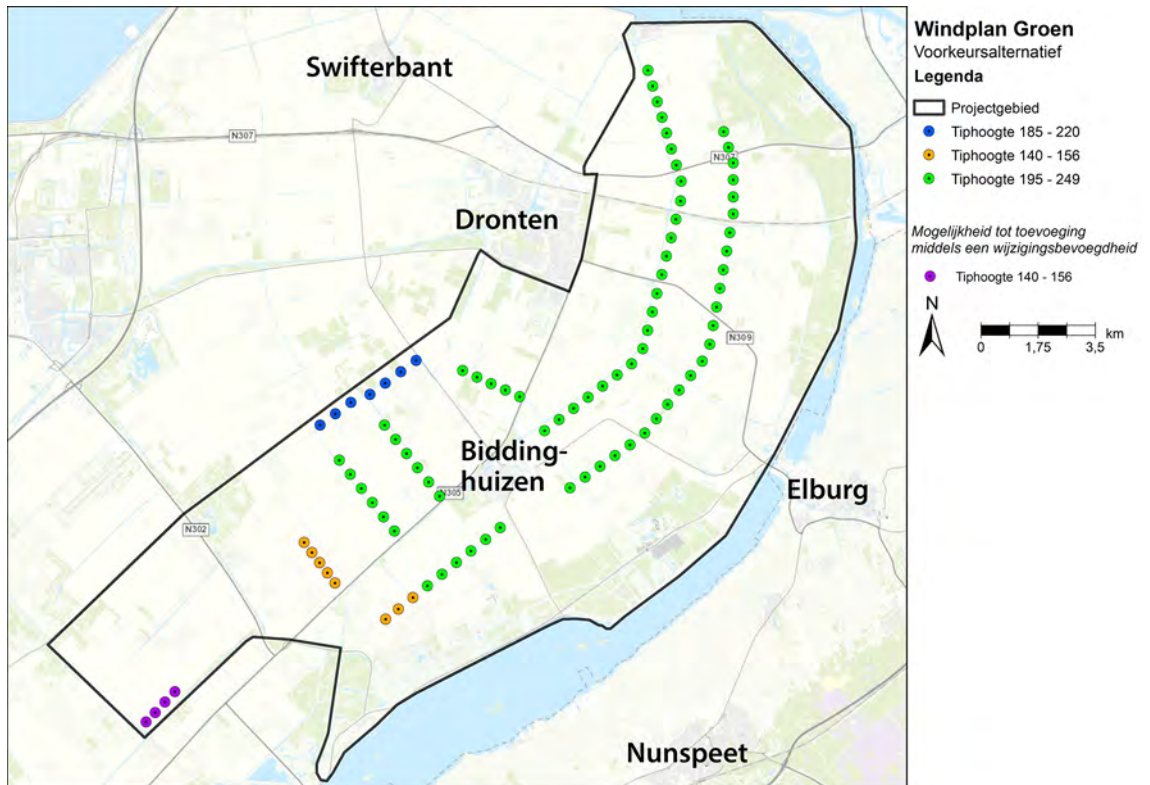 Swifterbant
N307
N307
Dronten
N309
Bidding-
huizen
N305
Elburg
N302
Nunspeet
Windplan Groen
Voorkeursalternatief
Legenda
Projectgebied
Tiphoogte 185 - 220
Tiphoogte 140 - 156
Tiphoogte 195 - 249
Mogelijkheid tot toevoeging
middels een wijzigingsbevoegdheid
Tiphoogte 140 - 156
N
km
0 1,75 3,5